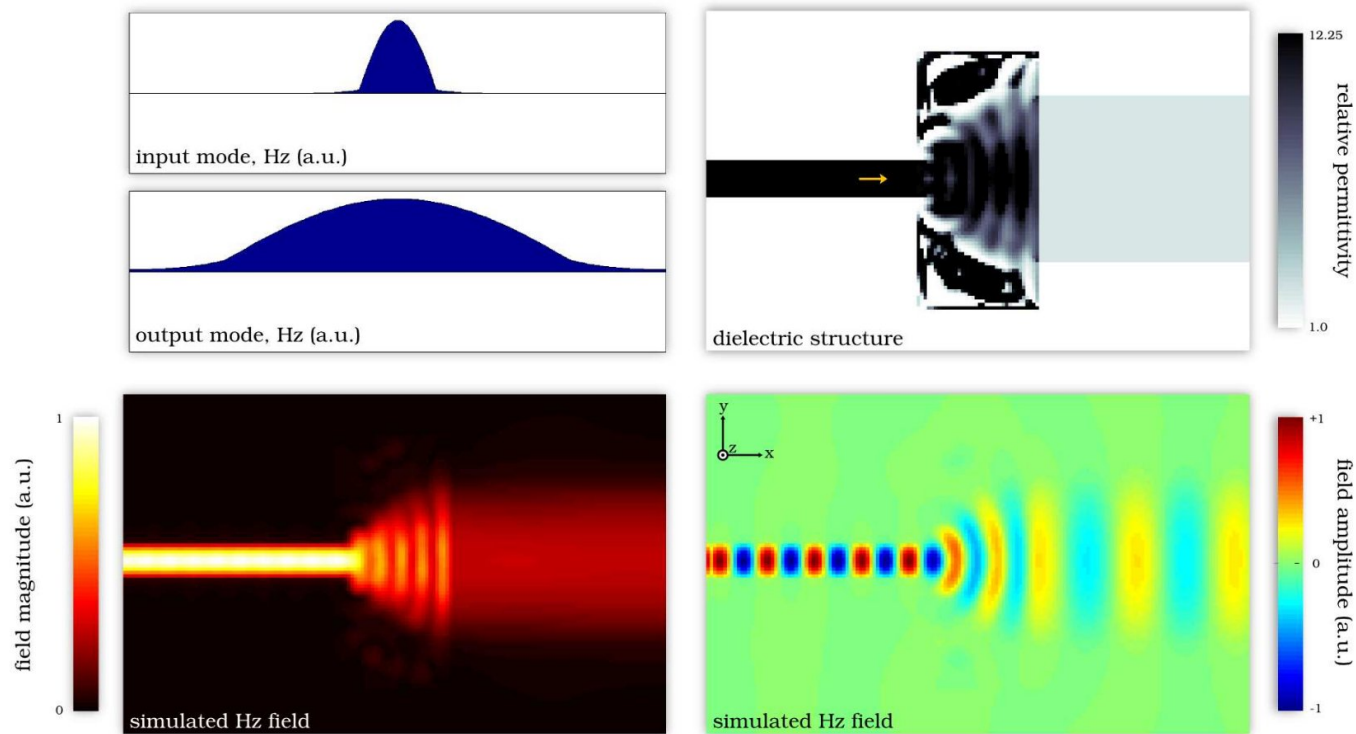 input mode, Hz (a.u.)
output mode, Hz (a.u.)
dielectric structure
12.25
relative permittivity
1.0
1
field magnitude (a.u.)
0
simulated Hz field
y
z
x
simulated Hz field
+1
field amplitude (a.u.)
0
-1